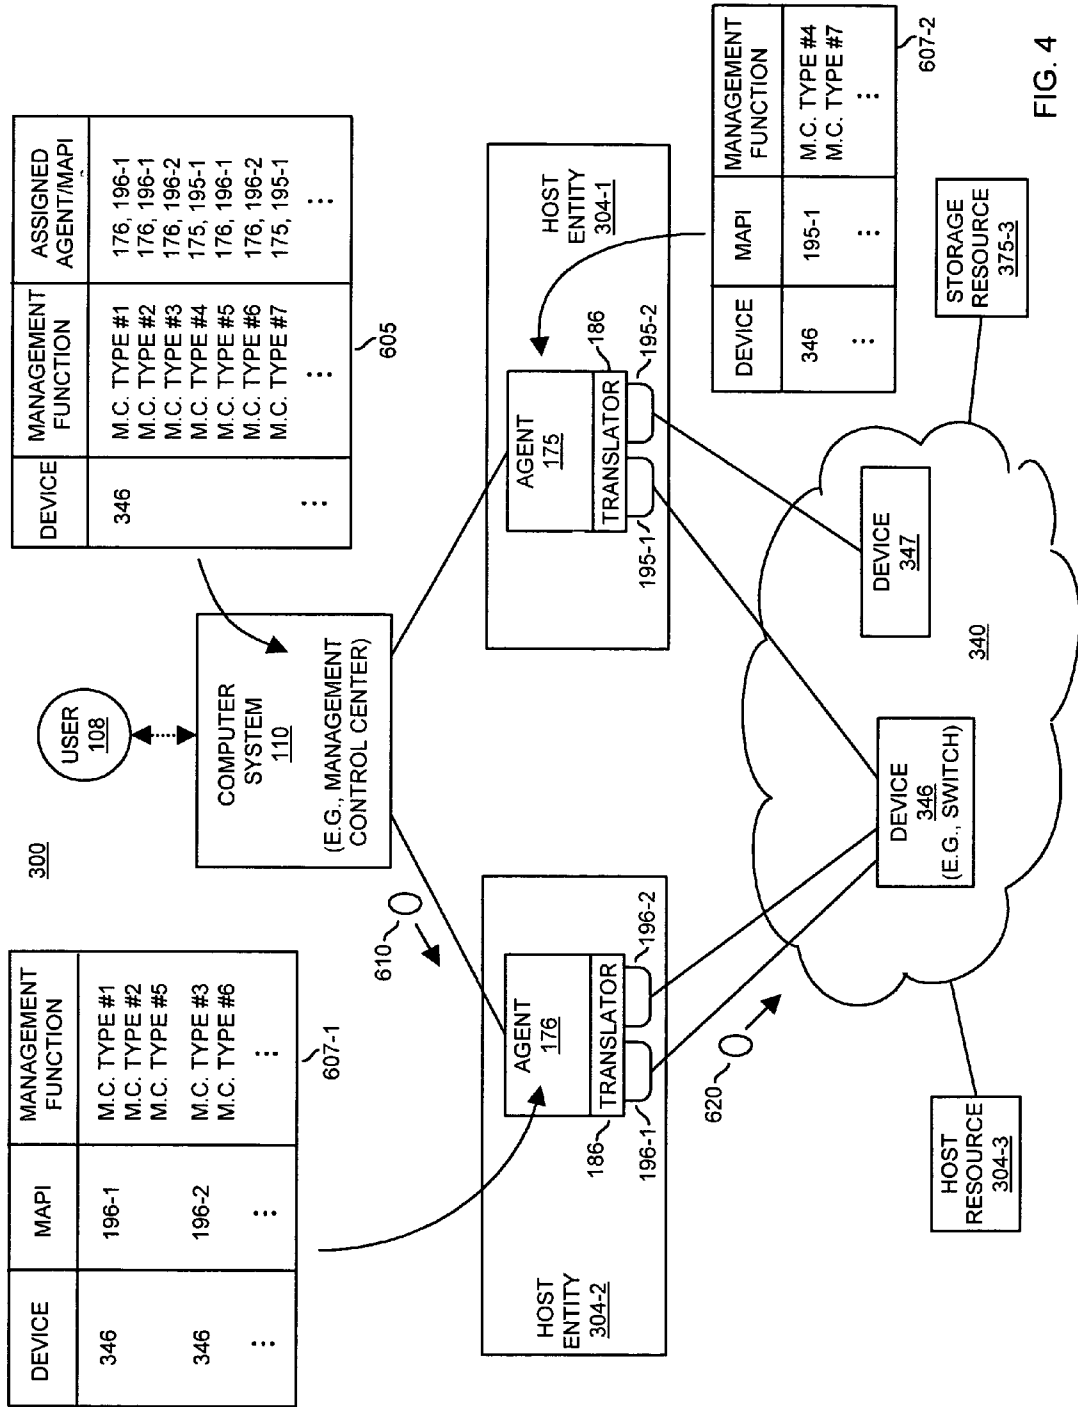 300
USER
108
COMPUTER
SYSTEM
110
(E.G., MANAGEMENT
CONTROL CENTER)
DEVICE
MANAGEMENT
FUNCTION
ASSIGNED
AGENT/MAPI
346
M.C. TYPE #1
176, 196-1
M.C. TYPE #2
176, 196-1
M.C. TYPE #3
176, 196-2
M.C. TYPE #4
175, 195-1
M.C. TYPE #5
176, 196-1
M.C. TYPE #6
176, 196-2
M.C. TYPE #7
175, 195-1
605
DEVICE
MAPI
MANAGEMENT
FUNCTION
346
196-1
M.C. TYPE #1
M.C. TYPE #2
M.C. TYPE #5
346
196-2
M.C. TYPE #3
M.C. TYPE #6
607-1
610
HOST
ENTITY
304-2
AGENT
176
TRANSLATOR
186
196-1
196-2
HOST
ENTITY
304-1
AGENT
175
TRANSLATOR
186
195-1
195-2
DEVICE
MAPI
MANAGEMENT
FUNCTION
346
195-1
M.C. TYPE #4
M.C. TYPE #7
607-2
620
DEVICE
346
(E.G., SWITCH)
340
DEVICE
347
HOST
RESOURCE
304-3
STORAGE
RESOURCE
375-3
FIG. 4